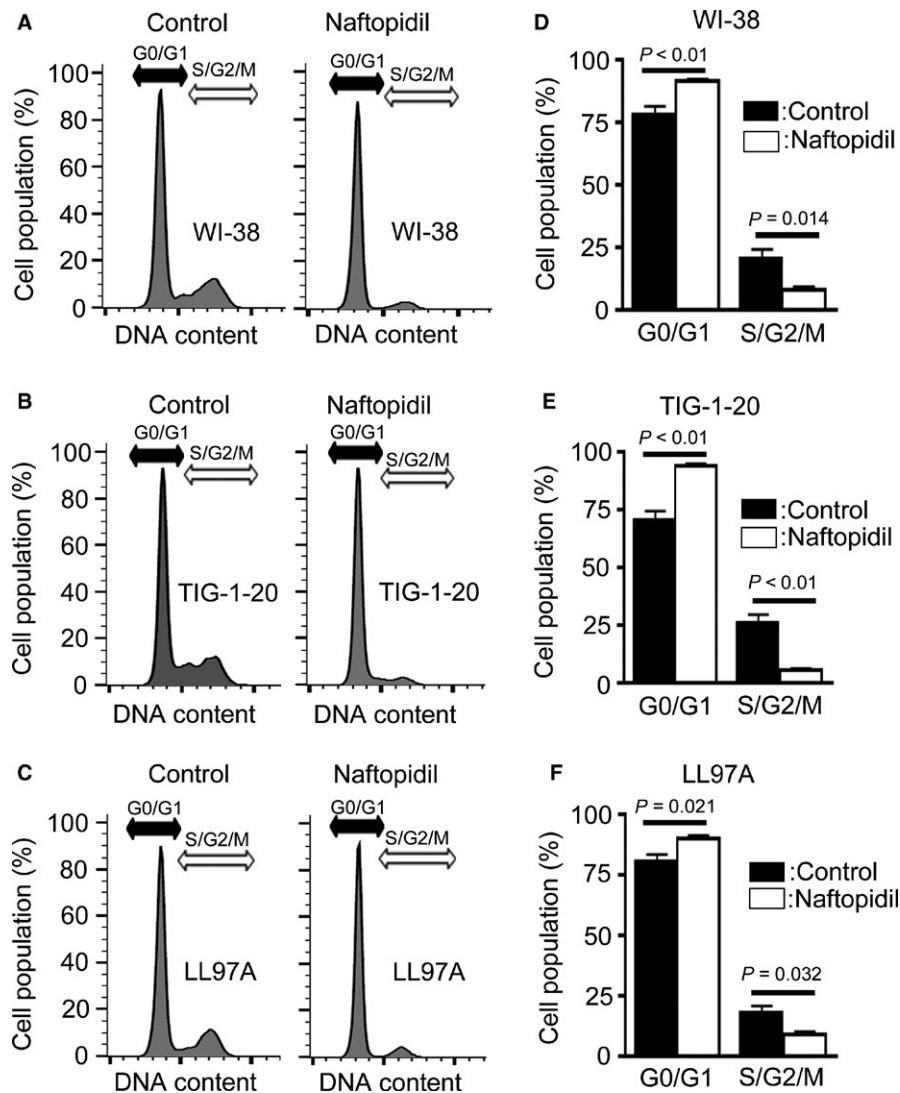 A
Control
Naftopidil
G0/G1
S/G2/M
G0/G1
S/G2/M
Cell population (%)
100
80
60
40
20
0
WI-38
WI-38
DNA content
DNA content
D
WI-38
P < 0.01
Cell population (%)
100
75
50
25
0
:Control
:Naftopidil
P = 0.014
G0/G1
S/G2/M
B
Control
Naftopidil
G0/G1
S/G2/M
G0/G1
S/G2/M
Cell population (%)
100
80
60
40
20
0
TIG-1-20
TIG-1-20
DNA content
DNA content
E
TIG-1-20
P < 0.01
Cell population (%)
100
75
50
25
0
:Control
:Naftopidil
P < 0.01
G0/G1
S/G2/M
C
Control
Naftopidil
G0/G1
S/G2/M
G0/G1
S/G2/M
Cell population (%)
100
80
60
40
20
0
LL97A
LL97A
DNA content
DNA content
F
LL97A
P = 0.021
Cell population (%)
100
75
50
25
0
:Control
:Naftopidil
P = 0.032
G0/G1
S/G2/M